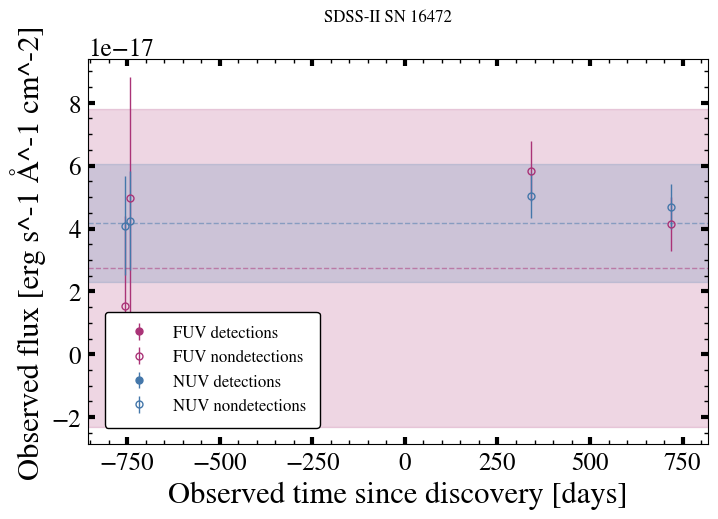 SDSS-II SN 16472
1e−17
8
6
4
2
0
−2
Observed flux [erg s^-1 Å^-1 cm^-2]
FUV detections
FUV nondetections
NUV detections
NUV nondetections
−750 −500 −250 0 250 500 750
Observed time since discovery [days]